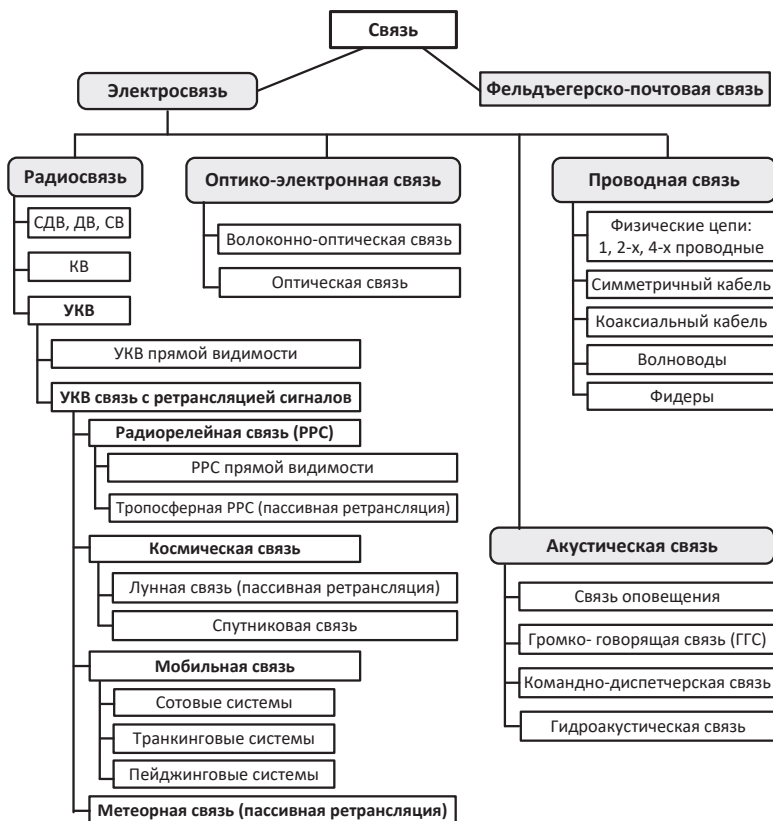 Связь
Электросвязь
Фельдъегерско-почтовая связь
Радиосвязь
СДВ, ДВ, СВ
КВ
УКВ
УКВ прямой видимости
УКВ связь с ретрансляцией сигналов
Радиорелейная связь (РРС)
РРС прямой видимости
Тропосферная РРС (пассивная ретрансляция)
Космическая связь
Лунная связь (пассивная ретрансляция)
Спутниковая связь
Мобильная связь
Сотовые системы
Транкинговые системы
Пейджинговые системы
Метеорная связь (пассивная ретрансляция)
Оптико-электронная связь
Волоконно-оптическая связь
Оптическая связь
Проводная связь
Физические цепи:
1, 2-х, 4-х проводные
Симметричный кабель
Коаксиальный кабель
Волноводы
Фидеры
Акустическая связь
Связь оповещения
Громко- говорящая связь (ГГС)
Командно-диспетчерская связь
Гидроакустическая связь